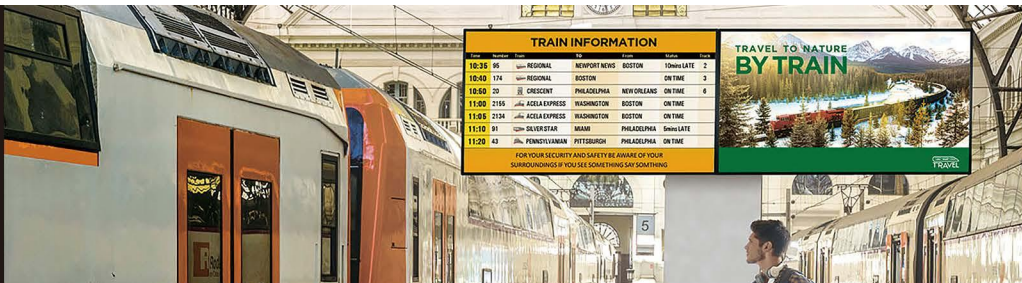 TRAIN INFORMATION
Time Number Train TO From Status Track
10:35 95 REGIONAL NEWPORT NEWS BOSTON 10mins LATE 2
10:40 174 REGIONAL BOSTON ON TIME 3
10:50 20 CRESCENT PHILADELPHIA NEW ORLEANS ON TIME 6
11:00 2155 ACELA EXPRESS WASHINGTON BOSTON ON TIME
11:05 2134 ACELA EXPRESS WASHINGTON BOSTON ON TIME
11:10 91 SILVER STAR MIAMI PHILADELPHIA 5mins LATE
11:20 43 PENNSYLVANIAN PITTSBURGH PHILADELPHIA ON TIME
FOR YOUR SECURITY AND SAFETY BE AWARE OF YOUR
SURROUNDINGS IF YOU SEE SOMETHING SAY SOMTHING
TRAVEL TO NATURE
BY TRAIN
TRAVEL
5